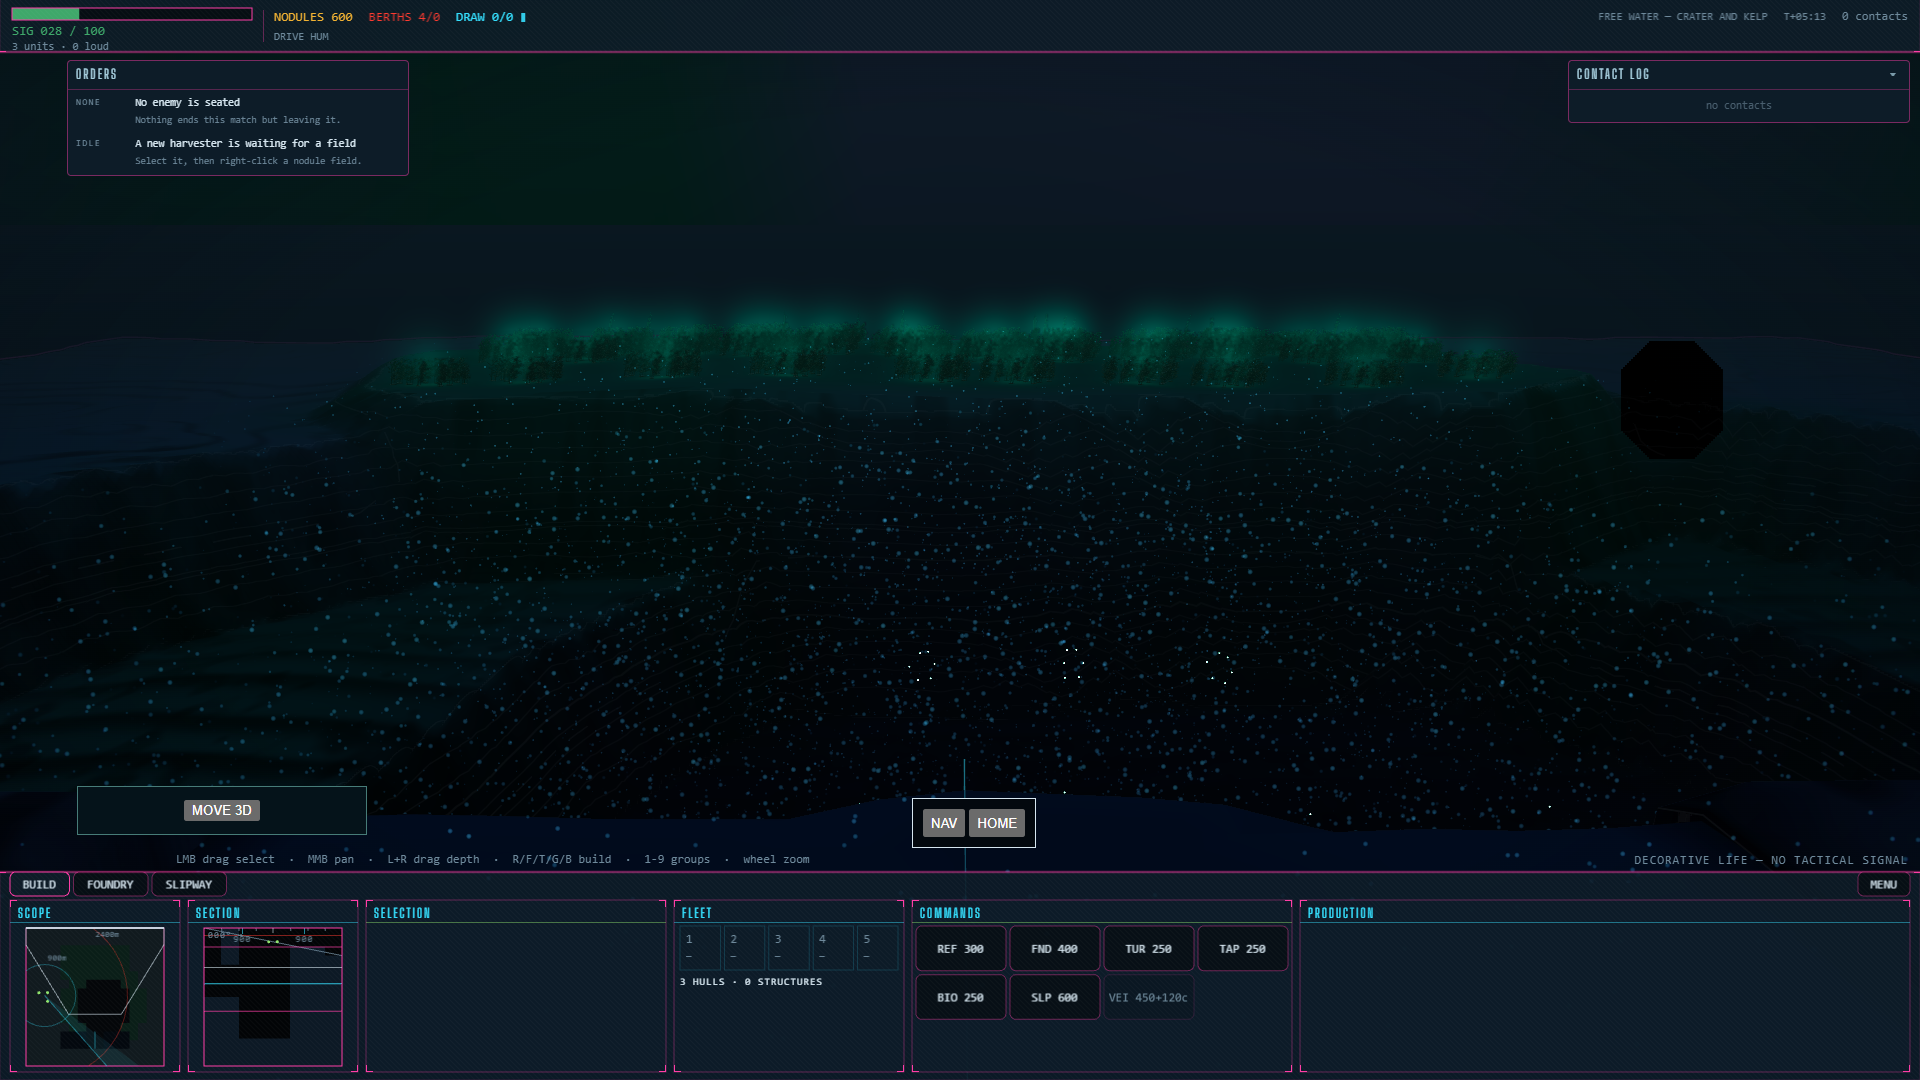 SIG 028 / 100
3 units · 0 loud
NODULES 600 BERTHS 4/0 DRAW 0/0
DRIVE HUM
FREE WATER — CRATER AND KELP T+05:13 0 contacts
ORDERS
NONE No enemy is seated
Nothing ends this match but leaving it.
IDLE A new harvester is waiting for a field
Select it, then right-click a nodule field.
CONTACT LOG
no contacts
MOVE 3D
NAV HOME
LMB drag select · MMB pan · L+R drag depth · R/F/T/G/B build · 1-9 groups · wheel zoom
DECORATIVE LIFE — NO TACTICAL SIGNAL
BUILD FOUNDRY SLIPWAY MENU
SCOPE
2400m
900m
SECTION
000°
900 900
SELECTION
FLEET
1 2 3 4 5
— — — — —
3 HULLS · 0 STRUCTURES
COMMANDS
REF 300 FND 400 TUR 250 TAP 250
BIO 250 SLP 600 VEI 450+120c
PRODUCTION